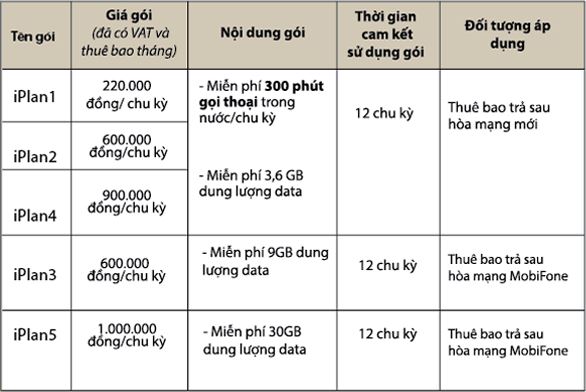 Tên gói
Giá gói
(đã có VAT và
thuê bao tháng)
Nội dung gói
Thời gian
cam kết
sử dụng gói
Đối tượng áp
dụng
iPlan1
220.000
đồng/ chu kỳ
- Miễn phí 300 phút
gọi thoại trong
nước/chu kỳ
12 chu kỳ
Thuê bao trả sau
hòa mạng mới
iPlan2
600.000
đồng/chu kỳ
- Miễn phí 3,6 GB
dung lượng data
iPlan4
900.000
đồng/chu kỳ
iPlan3
600.000
đồng/chu kỳ
- Miễn phí 9GB dung
lượng data
12 chu kỳ
Thuê bao trả sau
hòa mạng MobiFone
iPlan5
1.000.000
đồng/chu kỳ
- Miễn phí 30GB
dung lượng data
12 chu kỳ
Thuê bao trả sau
hòa mạng MobiFone